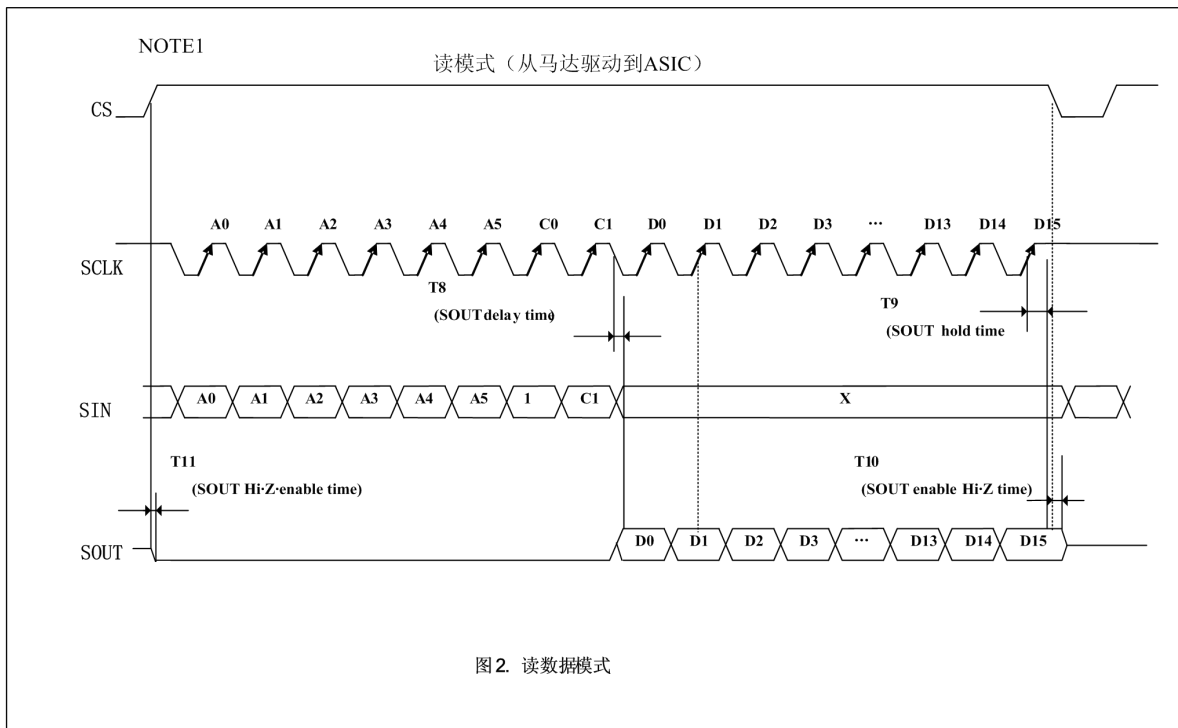 NOTE1
读模式（从马达驱动到ASIC）
CS
A0 A1 A2 A3 A4 A5 C0 C1 D0 D1 D2 D3 ··· D13 D14 D15
SCLK
T8
(SOUT delay time)
T9
(SOUT hold time
SIN
A0 A1 A2 A3 A4 A5 1 C1 X
T11
(SOUT Hi·Z·enable time)
T10
(SOUT enable Hi·Z time)
SOUT
D0 D1 D2 D3 ··· D13 D14 D15
图2. 读数据模式